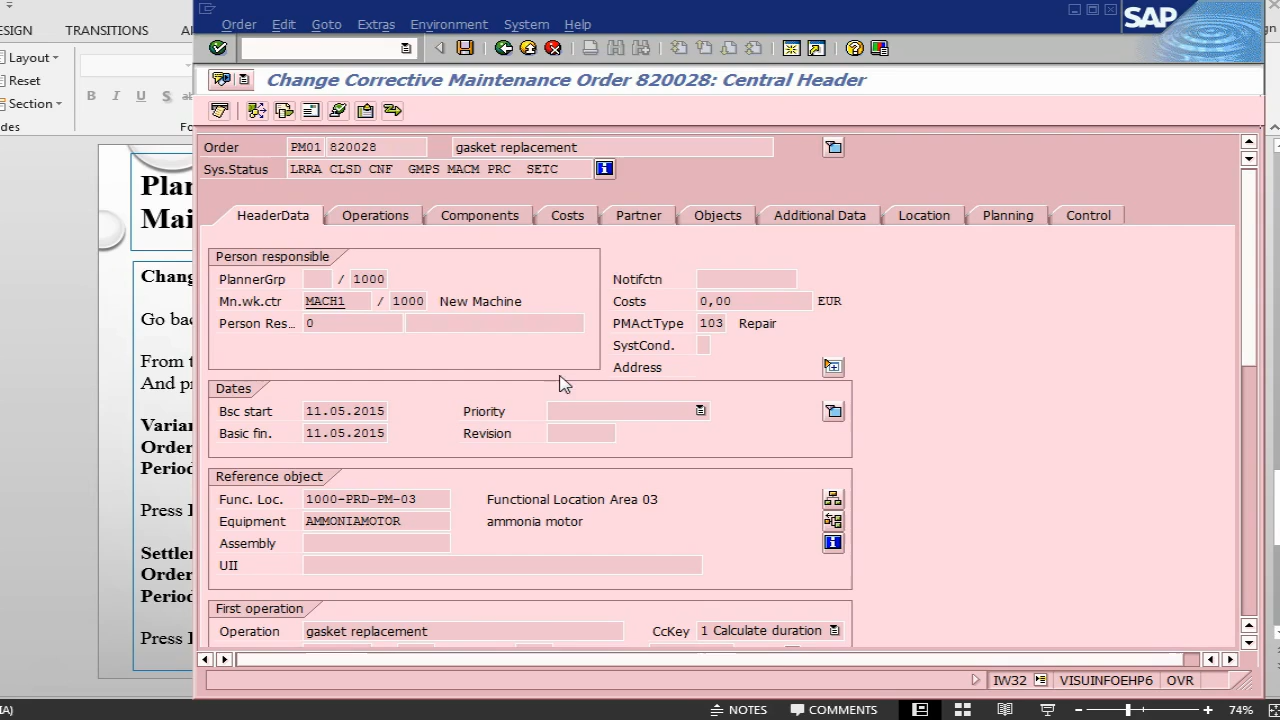 Order Edit Goto Extras Environment System Help
SAP
ESIGN TRANSITIONS A
Layout
Reset
Section
B I U S
des Fo
Change Corrective Maintenance Order 820028: Central Header
Order PM01 820028 gasket replacement
Sys.Status LRRA CLSD CNF GMPS MACM PRC SETC
HeaderData Operations Components Costs Partner Objects Additional Data Location Planning Control
Person responsible
PlannerGrp / 1000 Notifctn
Mn.wk.ctr MACH1 / 1000 New Machine Costs 0,00 EUR
Person Res... 0 PMActType 103 Repair
SystCond.
Address
Dates
Bsc start 11.05.2015 Priority
Basic fin. 11.05.2015 Revision
Reference object
Func. Loc. 1000-PRD-PM-03 Functional Location Area 03
Equipment AMMONIAMOTOR ammonia motor
Assembly
UII
First operation
Operation gasket replacement CcKey 1 Calculate duration
IW32 VISUINFOEHP6 OVR
Plan
Mai
Chang
Go bac
From t
And pr
Varian
Order
Period
Press
Settle
Order
Period
Press
IA) NOTES COMMENTS 74%